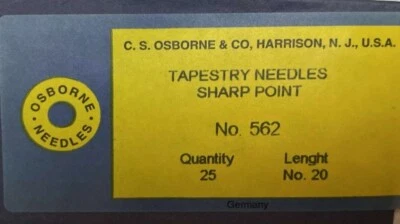 C. S. OSBORNE & CO, HARRISON, N. J., U.S.A.
OSBORNE
• NEEDLES •
TAPESTRY NEEDLES
SHARP POINT
No. 562
Quantity Lenght
25 No. 20
Germany